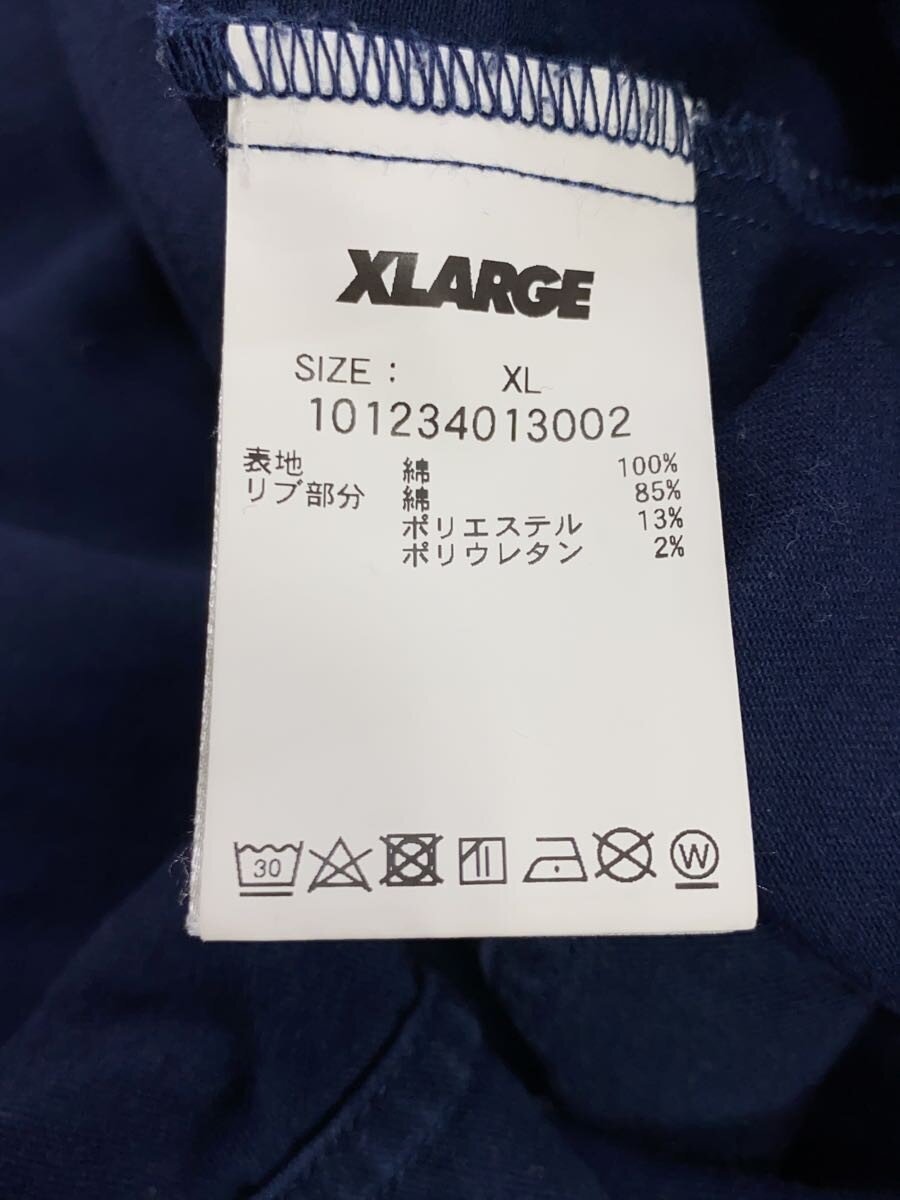 XLARGE
SIZE : XL
101234013002
表地 綿 100%
リブ部分 綿 85%
ポリエステル 13%
ポリウレタン 2%
30 W